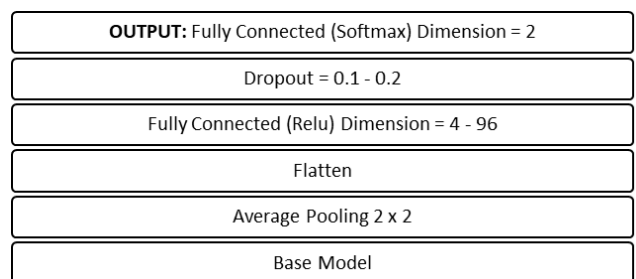 OUTPUT: Fully Connected (Softmax) Dimension = 2
Dropout = 0.1 - 0.2
Fully Connected (Relu) Dimension = 4 - 96
Flatten
Average Pooling 2 x 2
Base Model